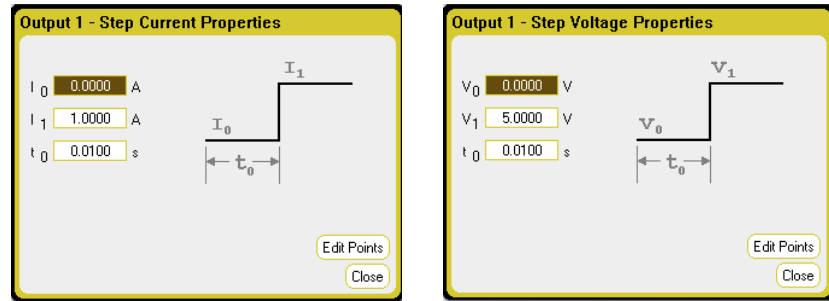 Output 1 - Step Current Properties
I 0 0.0000 A
I 1 1.0000 A
t 0 0.0100 s
I1
I0
t0
Edit Points
Close
Output 1 - Step Voltage Properties
V0 0.0000 V
V1 5.0000 V
t 0 0.0100 s
V1
V0
t0
Edit Points
Close